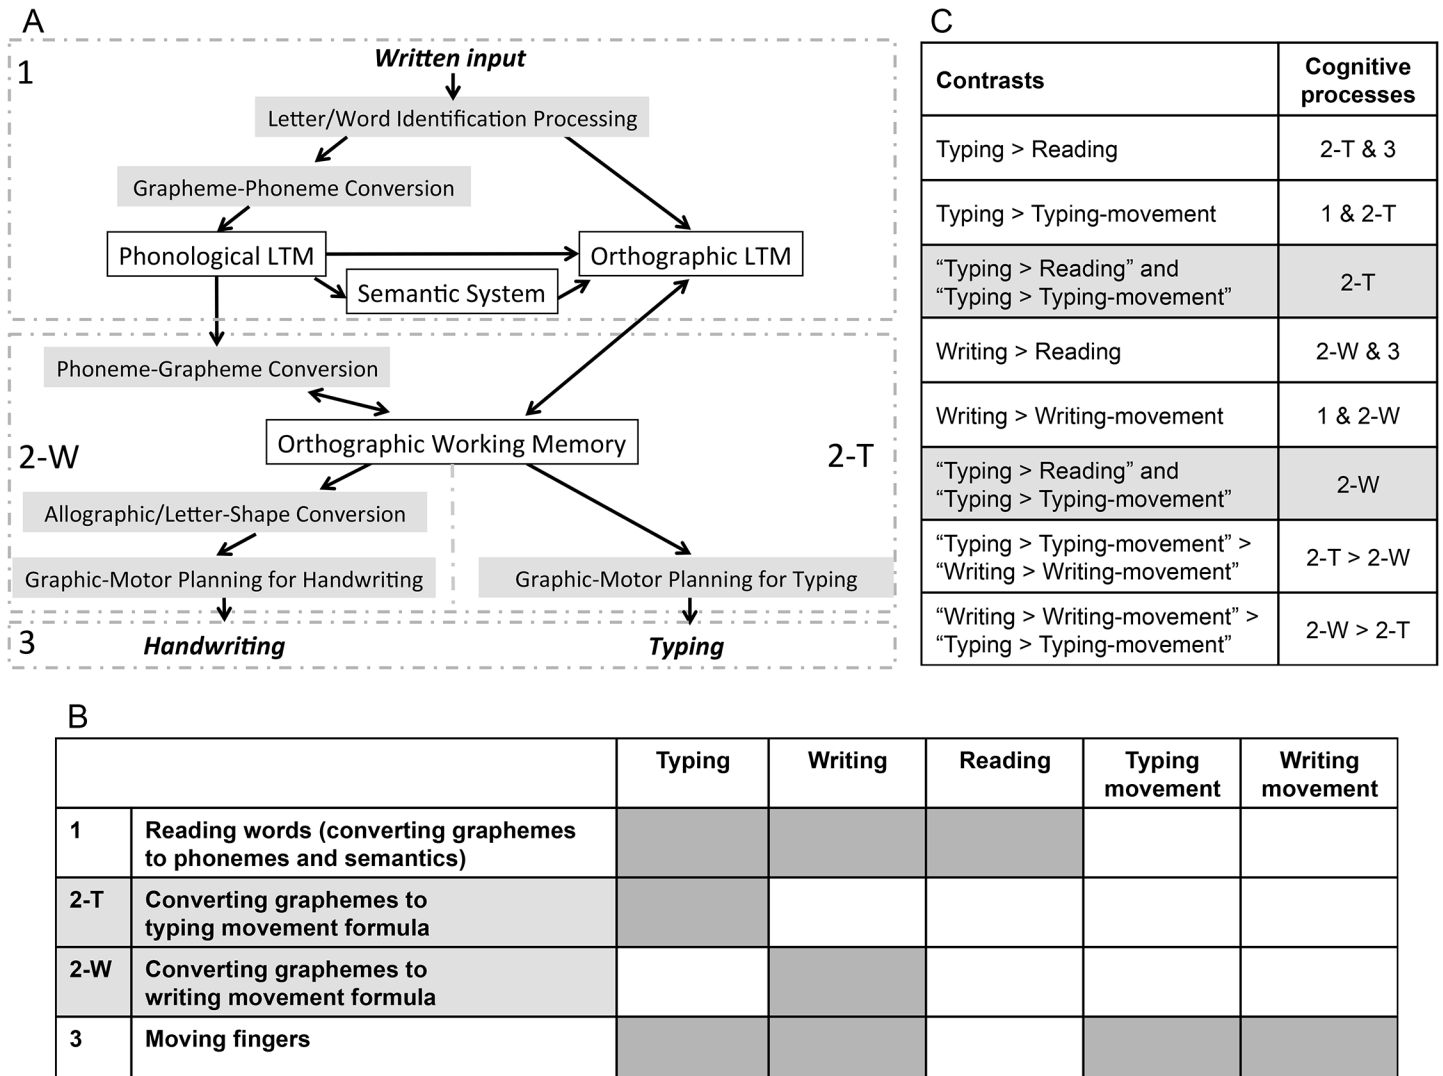 A
1
Written input
Letter/Word Identification Processing
Grapheme-Phoneme Conversion
Phonological LTM
Orthographic LTM
Semantic System
Phoneme-Grapheme Conversion
Orthographic Working Memory
2-W
2-T
Allographic/Letter-Shape Conversion
Graphic-Motor Planning for Handwriting
Graphic-Motor Planning for Typing
3
Handwriting
Typing
C
Contrasts
Cognitive
processes
Typing > Reading
2-T & 3
Typing > Typing-movement
1 & 2-T
“Typing > Reading” and
“Typing > Typing-movement”
2-T
Writing > Reading
2-W & 3
Writing > Writing-movement
1 & 2-W
“Typing > Reading” and
“Typing > Typing-movement”
2-W
“Typing > Typing-movement” >
“Writing > Writing-movement”
2-T > 2-W
“Writing > Writing-movement” >
“Typing > Typing-movement”
2-W > 2-T
B
Typing
Writing
Reading
Typing
movement
Writing
movement
1
Reading words (converting graphemes
to phonemes and semantics)
2-T
Converting graphemes to
typing movement formula
2-W
Converting graphemes to
writing movement formula
3
Moving fingers